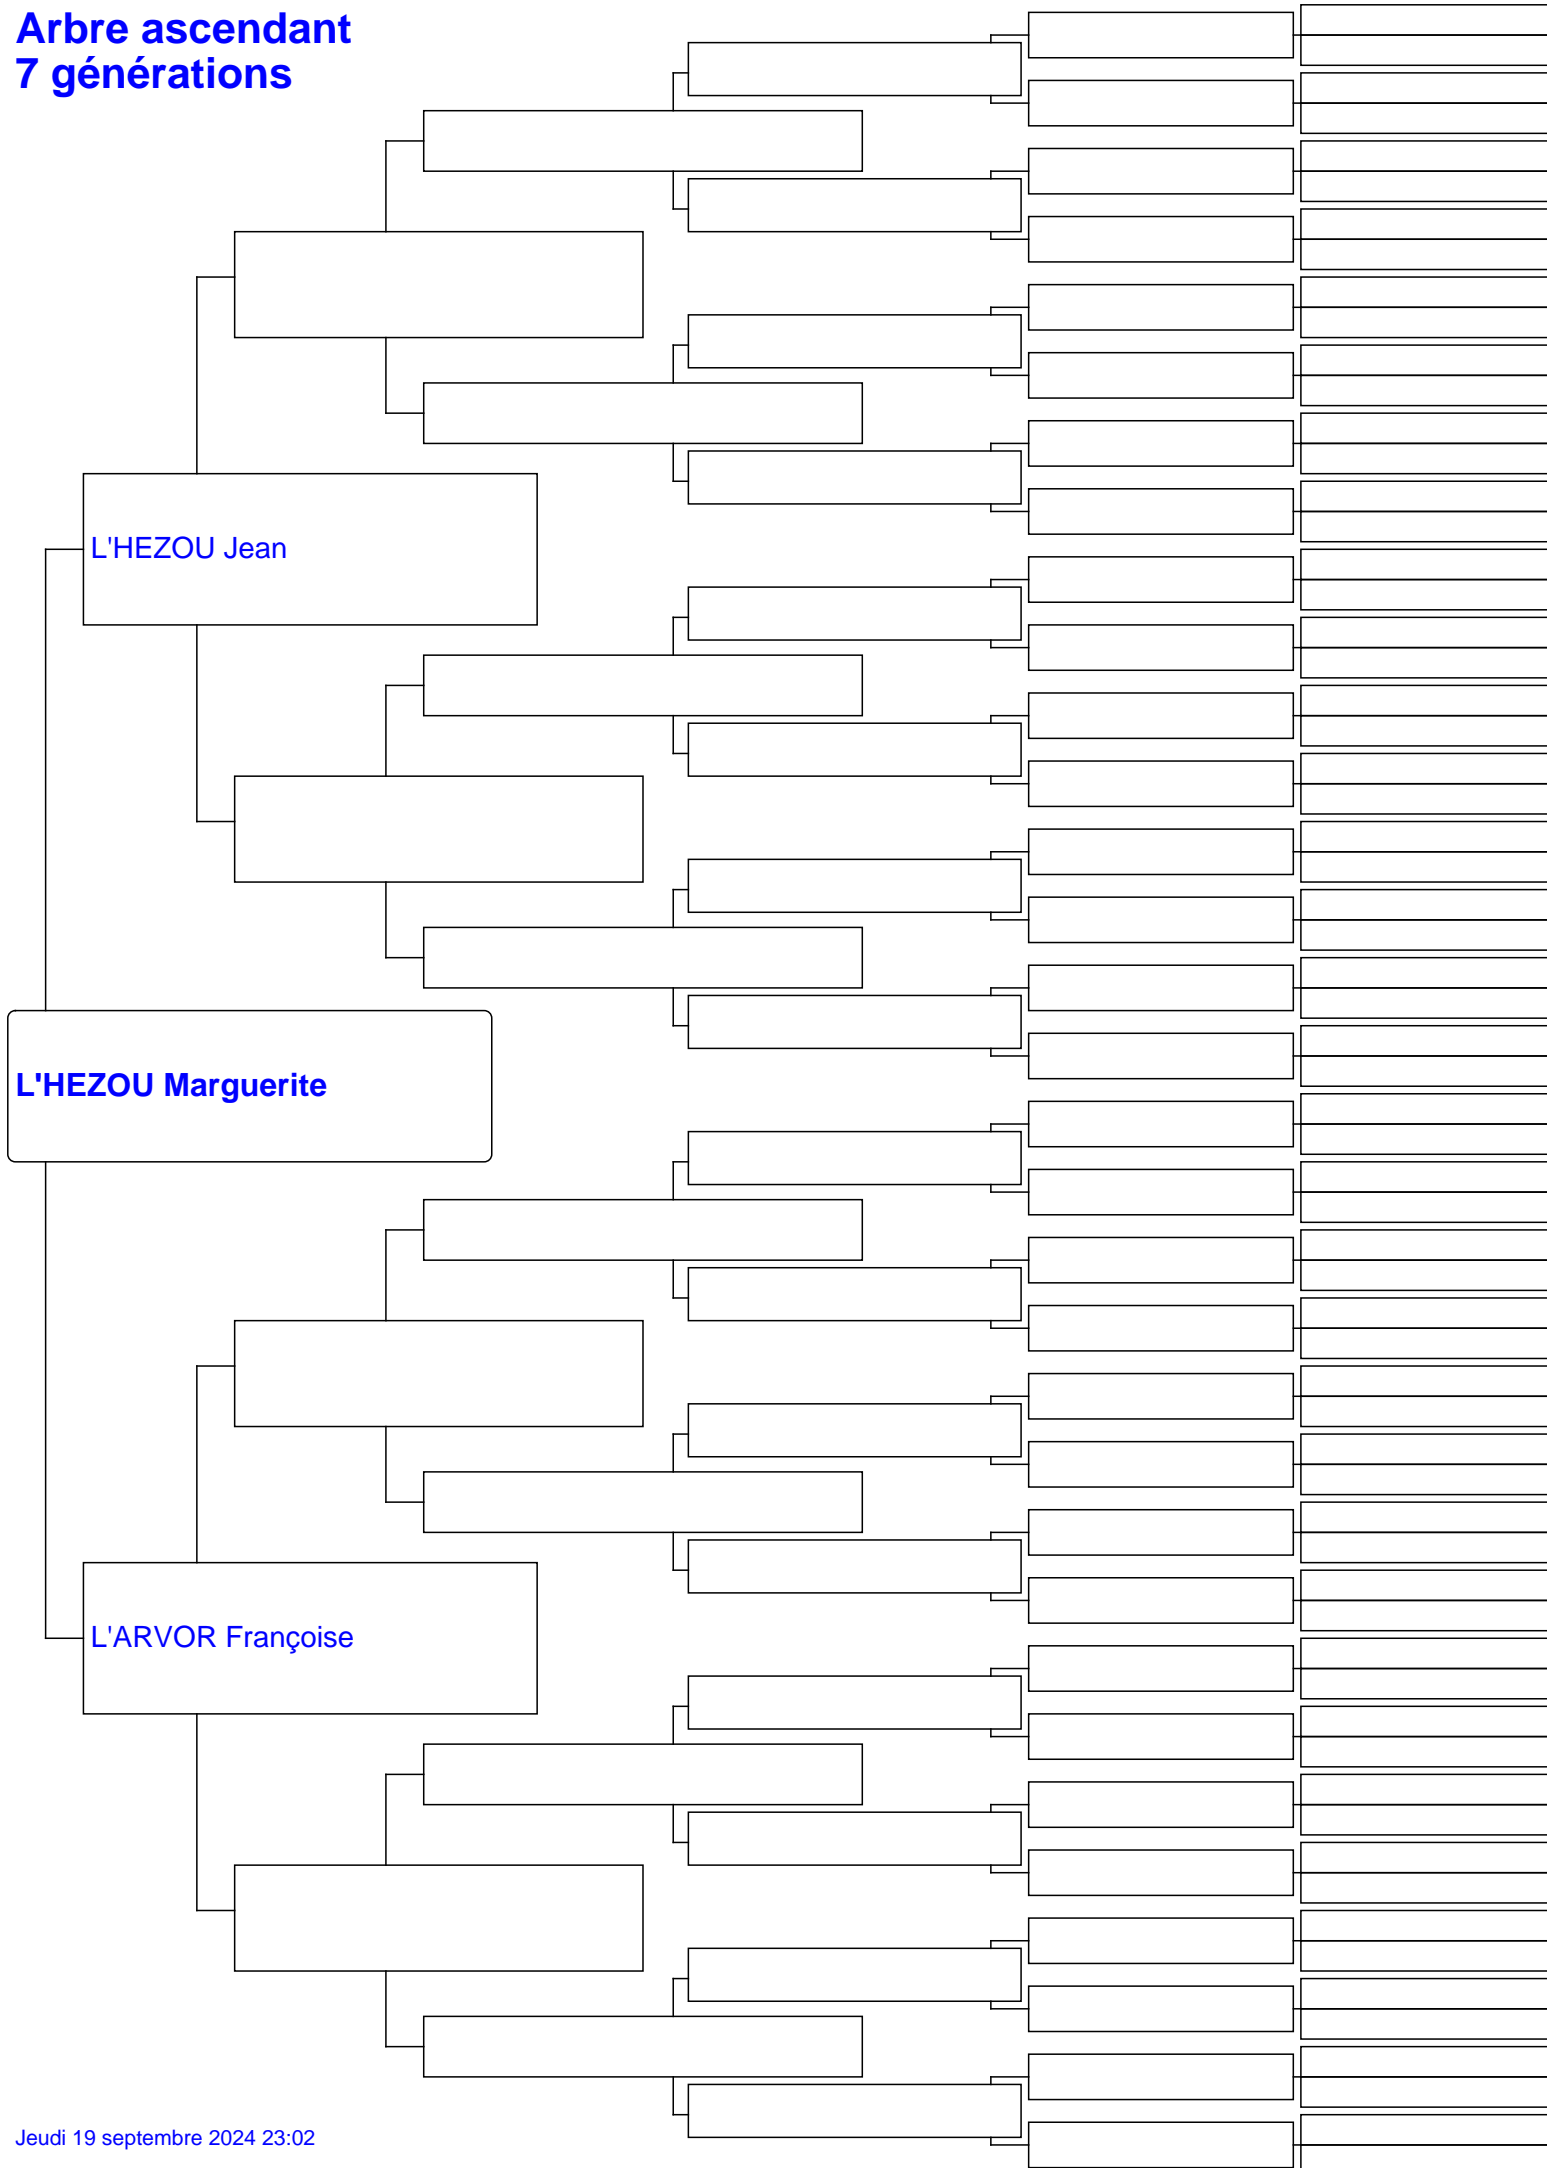 Arbre ascendant
7 générations
L'HEZOU Jean
L'HEZOU Marguerite
L'ARVOR Françoise
Jeudi 19 septembre 2024 23:02